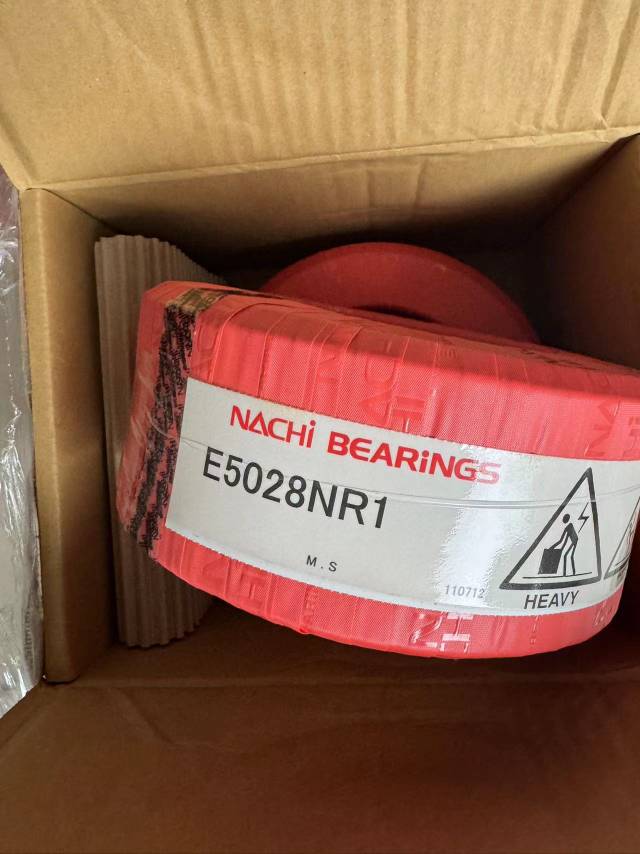 NACHi BEARiNGS
E5028NR1
M.S
110712
HEAVY